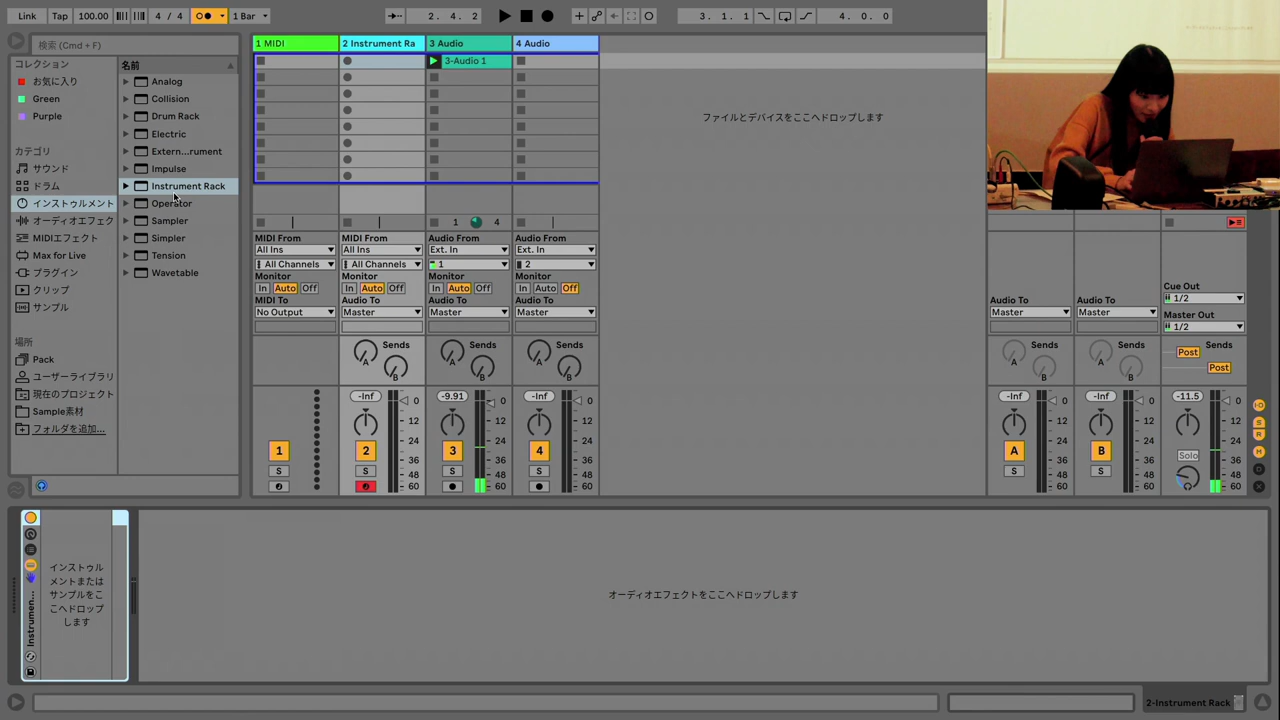 Link Tap 100.00 4 / 4 1 Bar 2. 4. 2 3. 1. 1 4. 0. 0
検索 (Cmd + F)
コレクション
お気に入り
Green
Purple
カテゴリ
サウンド
ドラム
インストゥルメント
オーディオエフェク
MIDIエフェクト
Max for Live
プラグイン
クリップ
サンプル
場所
Pack
ユーザーライブラリ
現在のプロジェクト
Sample素材
フォルダを追加...
名前
Analog
Collision
Drum Rack
Electric
Extern...rument
Impulse
Instrument Rack
Operator
Sampler
Simpler
Tension
Wavetable
1 MIDI 2 Instrument Ra 3 Audio 4 Audio
3-Audio 1
ファイルとデバイスをここへドロップします
1 4
MIDI From MIDI From Audio From Audio From
All Ins All Ins Ext. In Ext. In
All Channels All Channels 1 2
Monitor Monitor Monitor Monitor
In Auto Off In Auto Off In Auto Off In Auto Off
MIDI To Audio To Audio To Audio To
No Output Master Master Master
Audio To Audio To
Master Master
Cue Out
1/2
Master Out
1/2
Sends Sends Sends Sends
A B A B A B A B A B Post Post
-Inf -9.91 -Inf -Inf -Inf -11.5
0 0 0 0 0 0
12 12 12 12 12 12
24 24 24 24 24 24
36 36 36 36 36 36
48 48 48 48 48 48
60 60 60 60 60 60
1 2 3 4 A B Solo
S S S S S S
インストゥル
メントまたは
サンプルをこ
こへドロップ
します
Instrumen...
オーディオエフェクトをここへドロップします
2-Instrument Rack